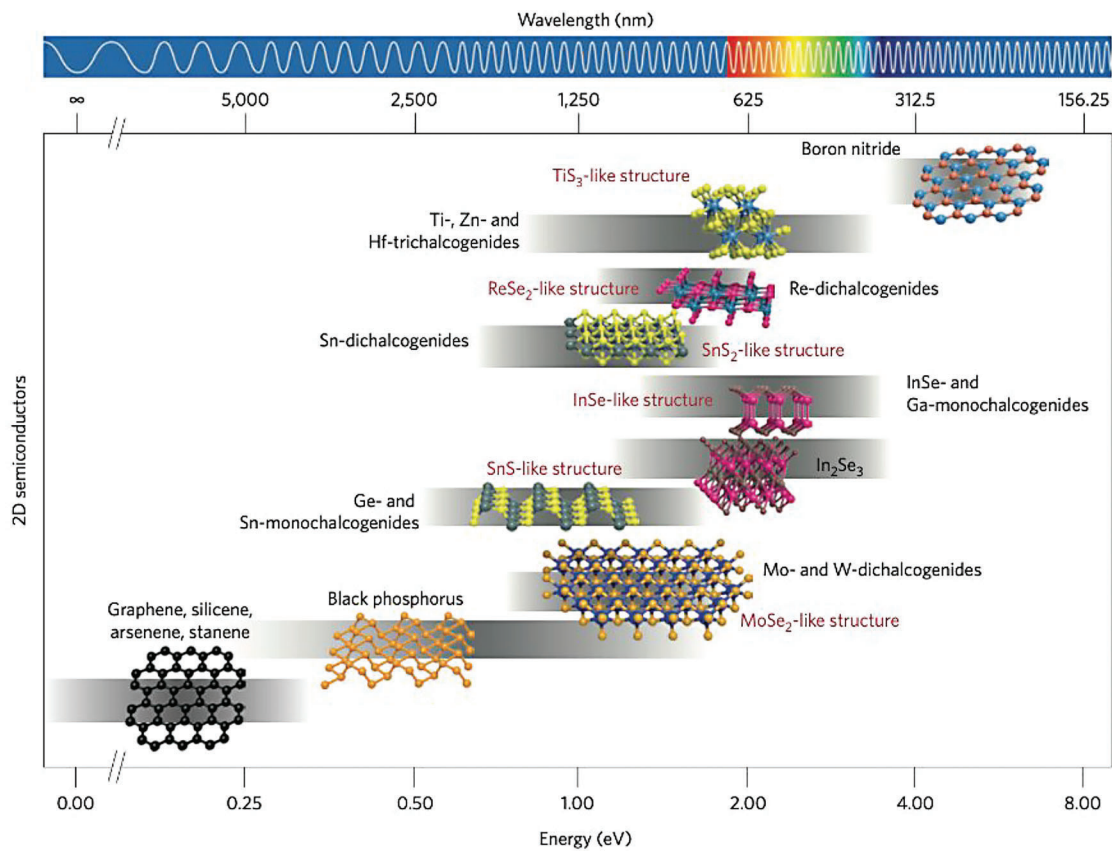 Wavelength (nm)
∞ 5,000 2,500 1,250 625 312.5 156.25
Boron nitride
TiS₃-like structure
Ti-, Zn- and
Hf-trichalcogenides
ReSe₂-like structure
Re-dichalcogenides
Sn-dichalcogenides
SnS₂-like structure
InSe-like structure
InSe- and
Ga-monochalcogenides
SnS-like structure
In₂Se₃
Ge- and
Sn-monochalcogenides
Mo- and W-dichalcogenides
Black phosphorus
MoSe₂-like structure
Graphene, silicene,
arsenene, stanene
2D semiconductors
0.00 0.25 0.50 1.00 2.00 4.00 8.00
Energy (eV)